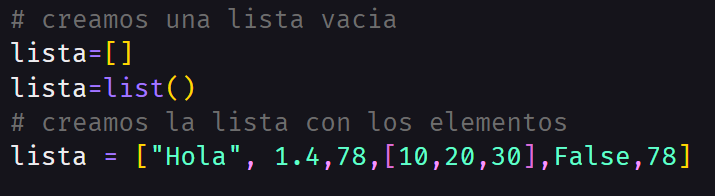 # creamos una lista vacia
lista=[]
lista=list()
# creamos la lista con los elementos
lista = ["Hola", 1.4,78,[10,20,30],False,78]